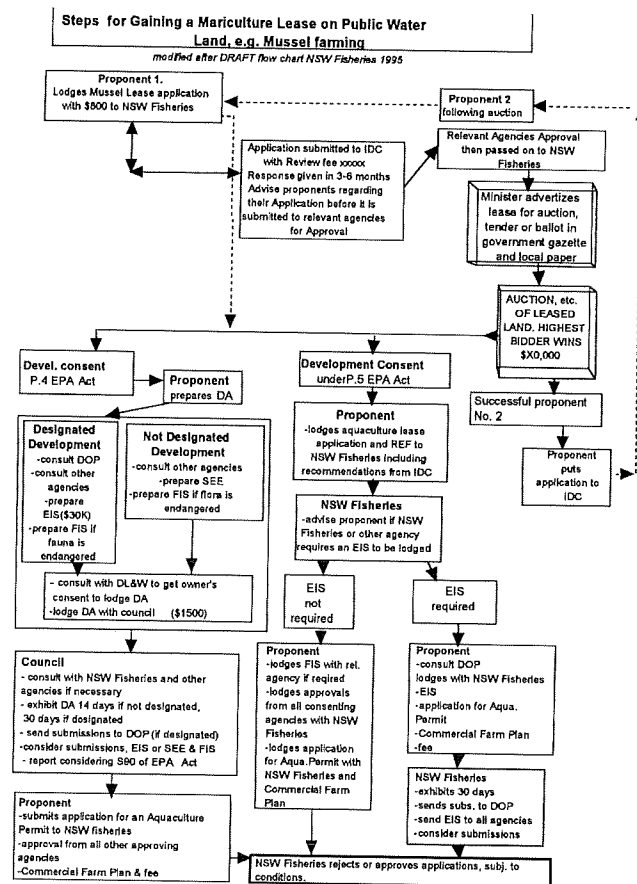 Steps for Gaining a Mariculture Lease on Public Water
Land, e.g. Mussel farming
modified after DRAFT flow chart NSW Fisheries 1995
Proponent 1.
Lodges Mussel Lease application
with $800 to NSW Fisheries
Proponent 2
following auction
Application submitted to IDC
with Review fee xxxxx
Response given in 3-6 months
Advise proponents regarding
their Application before it is
submitted to relevant agencies
for Approval
Relevant Agencies Approval
then passed on to NSW
Fisheries
Minister advertizes
lease for auction,
tender or ballot in
government gazette
and local paper
AUCTION, etc.
OF LEASED
LAND. HIGHEST
BIDDER WINS
$X0,000
Successful proponent
No. 2
Proponent
puts
application to
IDC
Devel. consent
P.4 EPA Act
Proponent
prepares DA
Designated
Development
-consult DOP
-consult other
agencies
-prepare
EIS($30K)
-prepare FIS if
fauna is
endangered
Not Designated
Development
-consult other agencies
-prepare SEE
-prepare FIS if flora is
endangered
- consult with DL&W to get owner's
consent to lodge DA
-lodge DA with council ($1500)
Council
- consult with NSW Fisheries and other
agencies if necessary
- exhibit DA 14 days if not designated,
30 days if designated
- send submissions to DOP (if designated)
-consider submissions, EIS or SEE & FIS
- report considering S90 of EPA Act
Proponent
-submits application for an Aquaculture
Permit to NSW fisheries
-approval from all other approving
agencies
-Commercial Farm Plan & fee
Development Consent
underP.5 EPA Act
Proponent
-lodges aquaculture lease
application and REF to
NSW Fisheries including
recommendations from IDC
NSW Fisheries
-advise proponent if NSW
Fisheries or other agency
requires an EIS to be lodged
EIS
not
required
EIS
required
Proponent
-lodges FIS with rel.
agency if reqired
-lodges approvals
from all consenting
agencies with NSW
Fisheries
-lodges application
for Aqua.Permit with
NSW Fisheries and
Commercial Farm
Plan
Proponent
-consult DOP
lodges with NSW Fisheries
-EIS
-application for Aqua.
Permit
-Commercial Farm Plan
-fee
NSW Fisheries
- exhibits 30 days
-sends subs. to DOP
-send EIS to all agencies
-consider submissions
NSW Fisheries rejects or approves applications, subj. to
conditions.